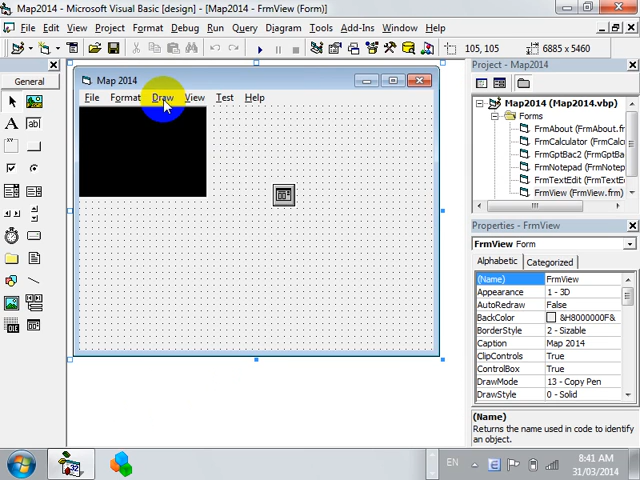 Map2014 - Microsoft Visual Basic [design] - [Map2014 - FrmView (Form)]
File Edit View Project Format Debug Run Query Diagram Tools Add-Ins Window Help
105, 105 6885 x 5460
General
A
ab|
OLE
Map 2014
File Format Draw View Test Help
Project - Map2014
Map2014 (Map2014.vbp)
Forms
FrmAbout (FrmAbout.fr
FrmCalculator (FrmCalc
FrmGptBac2 (FrmGptBa
FrmNotepad (FrmNotep
FrmTextEdit (FrmTextE
FrmView (FrmView.frm)
Properties - FrmView
FrmView Form
Alphabetic Categorized
(Name) FrmView
Appearance 1 - 3D
AutoRedraw False
BackColor &H8000000F&
BorderStyle 2 - Sizable
Caption Map 2014
ClipControls True
ControlBox True
DrawMode 13 - Copy Pen
DrawStyle 0 - Solid
(Name)
Returns the name used in code to identify
an object.
32
EN
8:41 AM
31/03/2014